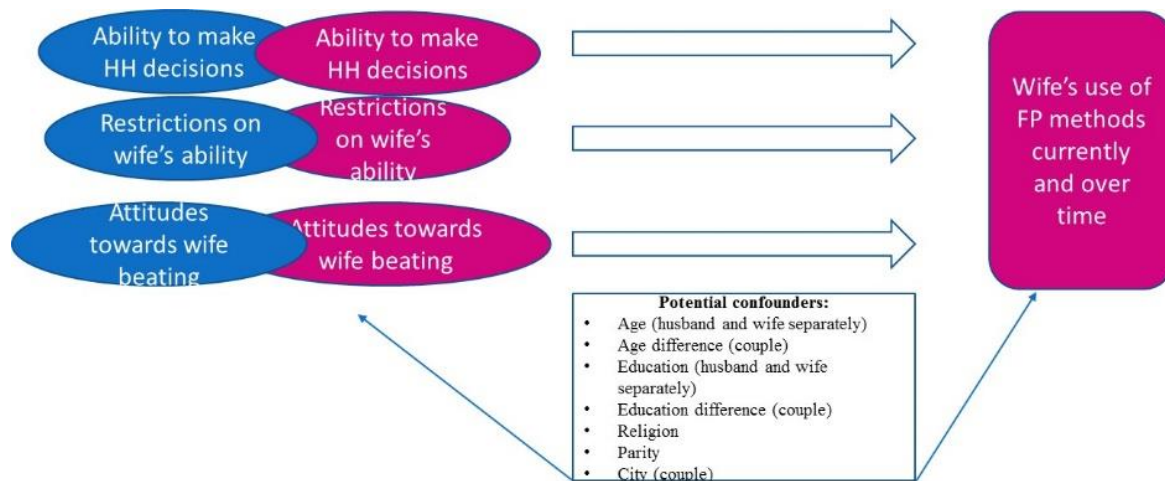 Ability to make
HH decisions
Ability to make
HH decisions
Restrictions on
wife's ability
Restrictions
on wife's
ability
Attitudes
towards wife
beating
Attitudes towards
wife beating
Wife's use of
FP methods
currently
and over
time
Potential confounders:
• Age (husband and wife separately)
• Age difference (couple)
• Education (husband and wife
separately)
• Education difference (couple)
• Religion
• Parity
• City (couple)